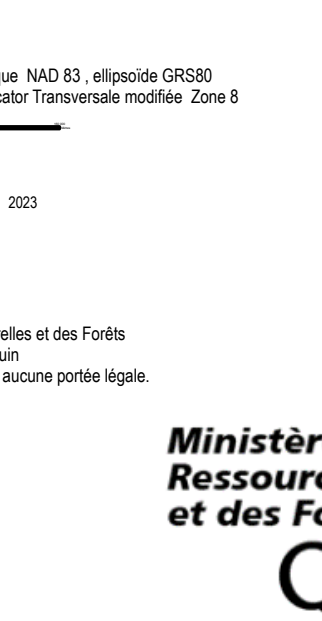 que NAD 83 , ellipsoïde GRS80
cator Transversale modifiée Zone 8
2023
elles et des Forêts
uin
aucune portée légale.
Ministèr
Ressourc
et des Fo
Q